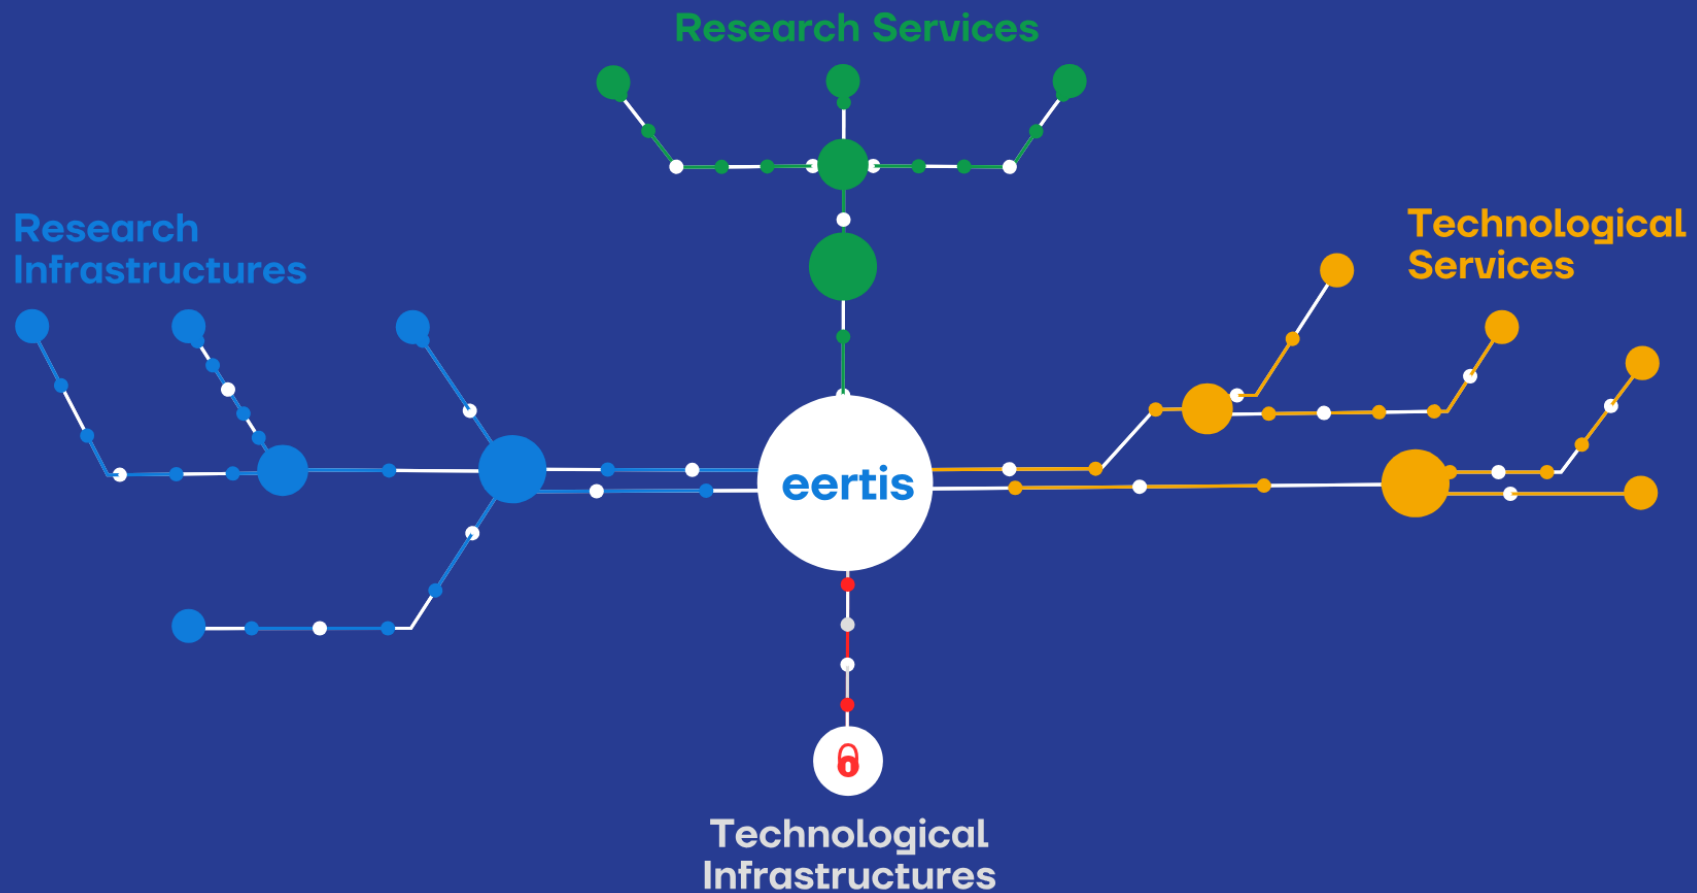 Research Services
Research
Infrastructures
Technological
Services
eertis
Technological
Infrastructures